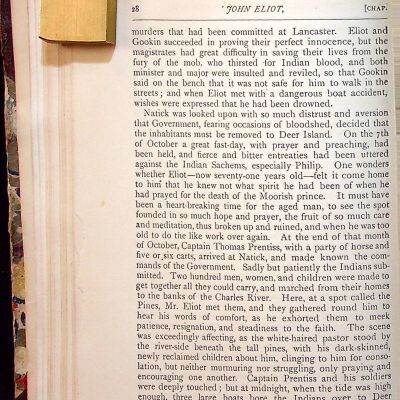 28 'JOHN ELIOT, [CHAP.
murders that had been committed at Lancaster. Eliot and
Gookin succeeded in proving their perfect innocence, but the
magistrates had great difficulty in saving their lives from the
fury of the mob, who thirsted for Indian blood, and both
minister and major were insulted and reviled, so that Gookin
said on the bench that it was not safe for him to walk in the
streets; and when Eliot met with a dangerous boat accident,
wishes were expressed that he had been drowned.
Natick was looked upon with so much distrust and aversion
that Government, fearing occasions of bloodshed, decided that
the inhabitants must be removed to Deer Island. On the 7th
of October a great fast-day, with prayer and preaching, had
been held, and fierce and bitter entreaties had been uttered
against the Indian Sachems, especially Philip. One wonders
whether Eliot—now seventy-one years old—felt it come home
to him that he knew not what spirit he had been of when he
had prayed for the death of the Moorish prince. It must have
been a heart-breaking time for the aged man, to see the spot
founded in so much hope and prayer, the fruit of so much care
and meditation, thus broken up and ruined, and when he was too
old to do the like work over again. At the end of that month
of October, Captain Thomas Prentiss, with a party of horse and
five or six carts, arrived at Natick, and made known the com-
mands of the Government. Sadly but patiently the Indians sub-
mitted. Two hundred men, women, and children were made to
get together all they could carry, and marched from their homes
to the banks of the Charles River. Here, at a spot called the
Pines, Mr. Eliot met them, and they gathered round him to
hear his words of comfort, as he exhorted them to meek
patience, resignation, and steadiness to the faith. The scene
was exceedingly affecting, as the white-haired pastor stood by
the river-side beneath the tall pines, with his dark-skinned,
newly reclaimed children about him, clinging to him for conso-
lation, but neither murmuring nor struggling, only praying and
encouraging one another. Captain Prentiss and his soldiers
were deeply touched; but at midnight, when the tide was high
enough, three large boats bore the Indians over to Deer